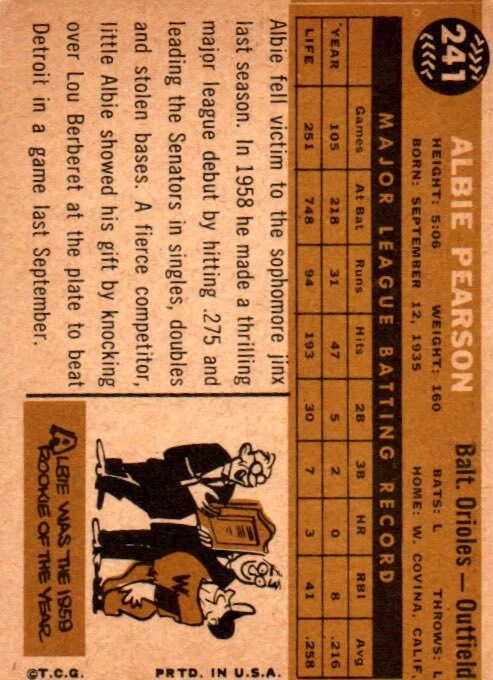 241
ALBIE PEARSON Balt. Orioles — Outfield
HEIGHT: 5:06 WEIGHT: 160 BATS: L THROWS: L
BORN: SEPTEMBER 12, 1935 HOME: W. COVINA, CALIF.
MAJOR LEAGUE BATTING RECORD
Games At Bat Runs Hits 2B 3B HR RBI Avg
YEAR 105 218 31 47 5 2 0 8 .216
LIFE 251 748 94 193 30 7 3 41 .258
Albie fell victim to the sophomore jinx
last season. In 1958 he made a thrilling
major league debut by hitting .275 and
leading the Senators in singles, doubles
and stolen bases. A fierce competitor,
little Albie showed his gift by knocking
over Lou Berberet at the plate to beat
Detroit in a game last September.
W
ALBIE WAS THE 1959
ROOKIE OF THE YEAR
©T.C.G. PRTD. IN U.S.A.